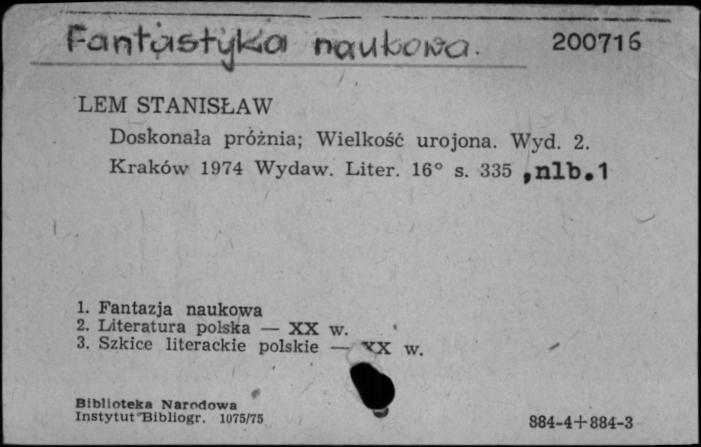 Fantastyka naukowa. 200716
LEM STANISŁAW
Doskonała próżnia; Wielkość urojona. Wyd. 2.
Kraków 1974 Wydaw. Liter. 16° s. 335 ,nlb.1
1. Fantazja naukowa
2. Literatura polska — XX w.
3. Szkice literackie polskie — XX w.
Biblioteka Narodowa
Instytut Bibliogr. 1075/75 884-4+884-3